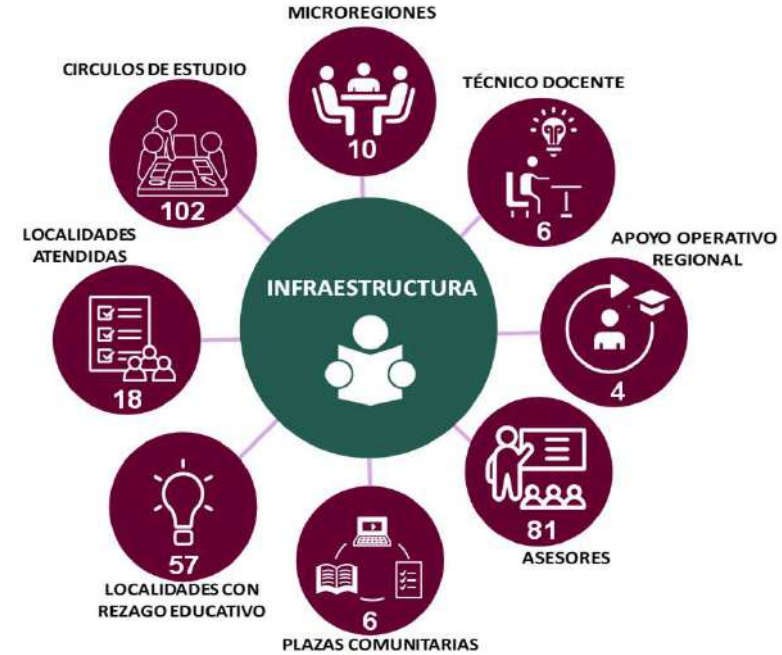 MICROREGIONES
10
CIRCULOS DE ESTUDIO
102
TÉCNICO DOCENTE
6
LOCALIDADES
ATENDIDAS
18
INFRAESTRUCTURA
APOYO OPERATIVO
REGIONAL
4
57
LOCALIDADES CON
REZAGO EDUCATIVO
6
PLAZAS COMUNITARIAS
81
ASESORES